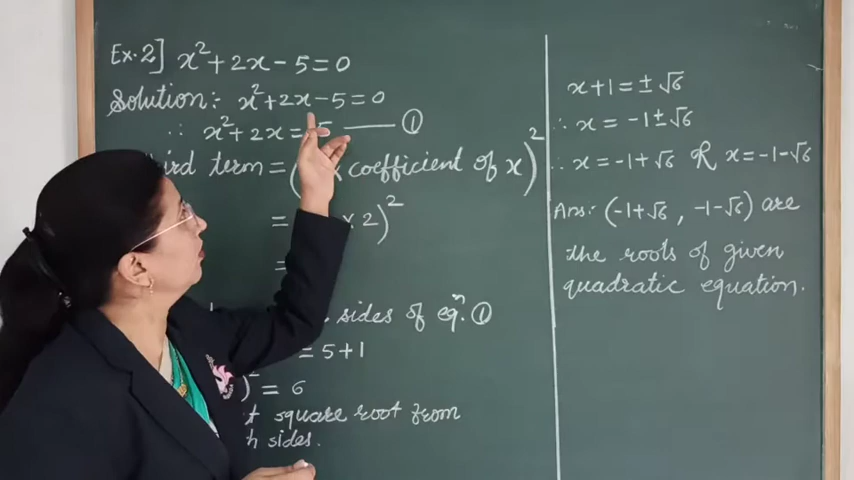 Ex.2] x²+2x-5=0
Solution:- x²+2x-5=0
∴ x²+2x= 5 —— ①
term = ( x coefficient of x)²
= x 2)²
=
sides of eqⁿ. ①
= 5+1
)² = 6
square root from
sides.
x+1=±√6
∴ x = -1±√6
∴ x = -1+√6 OR x=-1-√6
Ans:. (-1+√6 , -1-√6) are
the roots of given
quadratic equation.